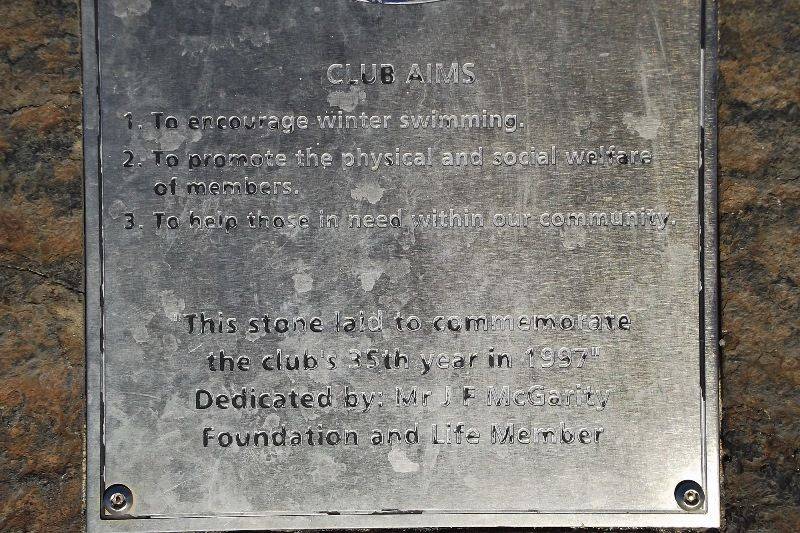 CLUB AIMS
1. To encourage winter swimming.
2. To promote the physical and social welfare
of members.
3. To help those in need within our community.
"This stone laid to commemorate
the club's 35th year in 1997"
Dedicated by: Mr J F McGarity
Foundation and Life Member